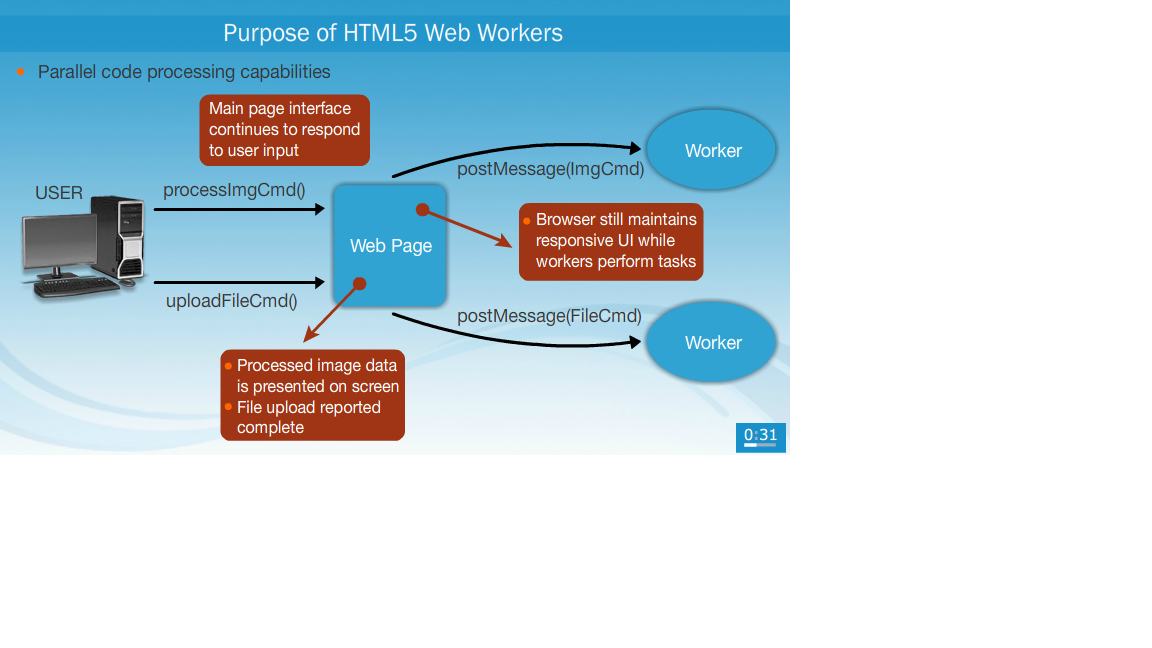 Purpose of HTML5 Web Workers
Parallel code processing capabilities
Main page interface
continues to respond
to user input
USER
processImgCmd()
uploadFileCmd()
Web Page
postMessage(ImgCmd)
Worker
Browser still maintains
responsive UI while
workers perform tasks
postMessage(FileCmd)
Worker
Processed image data
is presented on screen
File upload reported
complete
0:31